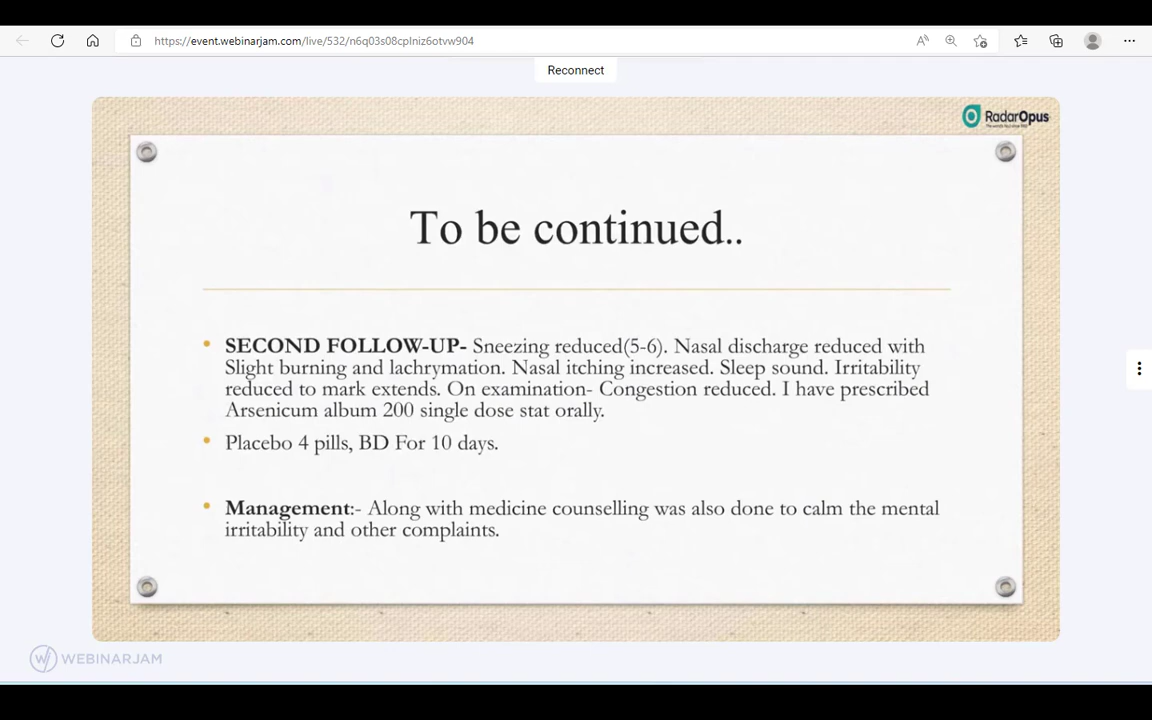 https://event.webinarjam.com/live/532/n6q03s08cplniz6otvw904
Reconnect
RadarOpus
To be continued..
SECOND FOLLOW-UP- Sneezing reduced(5-6). Nasal discharge reduced with
Slight burning and lachrymation. Nasal itching increased. Sleep sound. Irritability
reduced to mark extends. On examination- Congestion reduced. I have prescribed
Arsenicum album 200 single dose stat orally.
Placebo 4 pills, BD For 10 days.
Management:- Along with medicine counselling was also done to calm the mental
irritability and other complaints.
WEBINARJAM